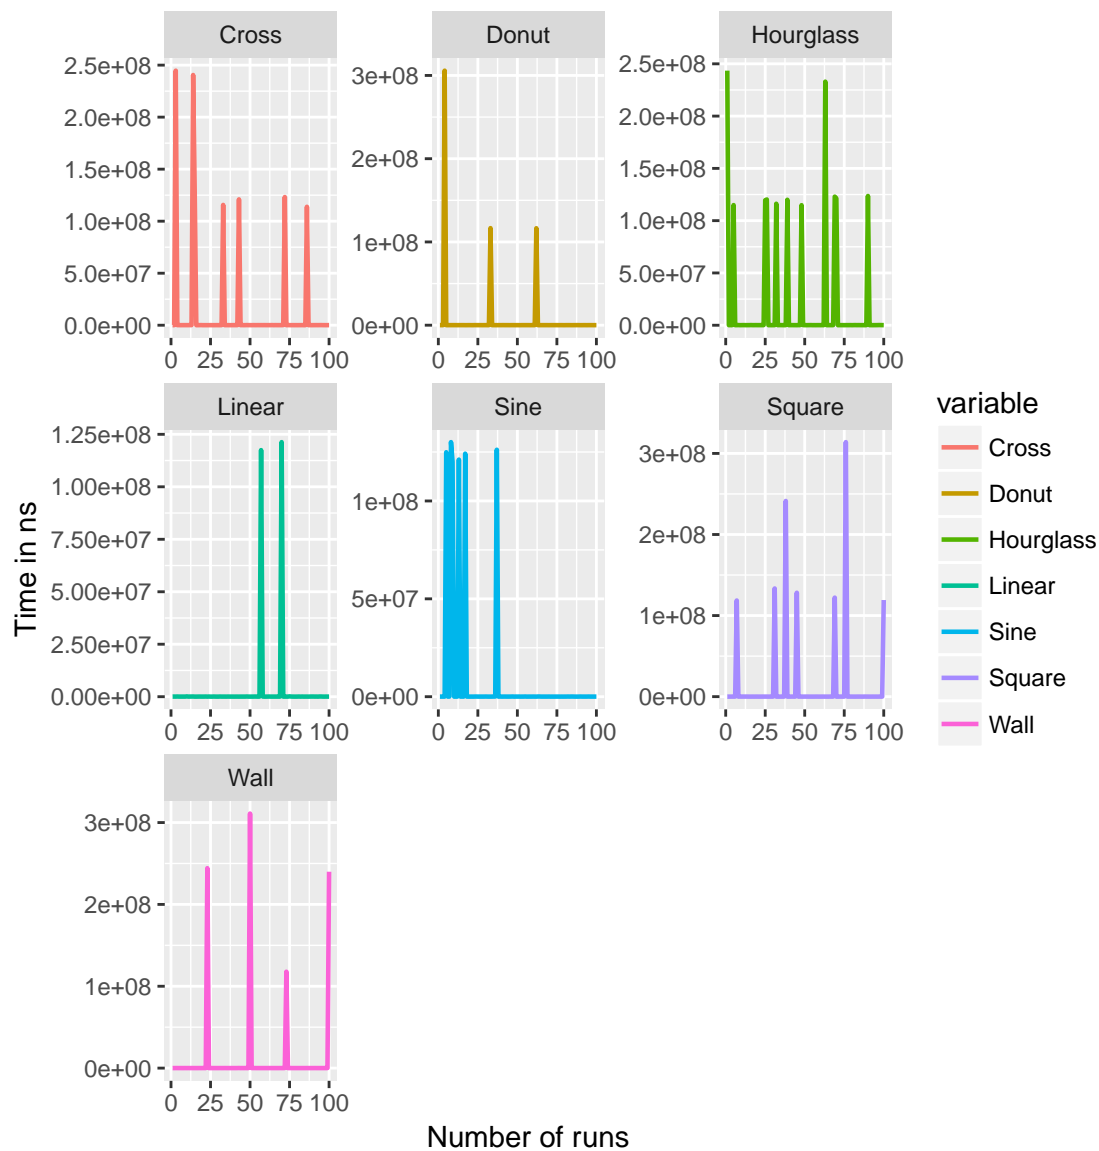 Cross Donut Hourglass
2.5e+08
2.0e+08
1.5e+08
1.0e+08
5.0e+07
0.0e+00
3e+08
2e+08
1e+08
0e+00
2.5e+08
2.0e+08
1.5e+08
1.0e+08
5.0e+07
0.0e+00
0 25 50 75 100 0 25 50 75 100 0 25 50 75 100
Linear Sine Square
1.25e+08
1.00e+08
7.50e+07
5.00e+07
2.50e+07
0.00e+00
1e+08
5e+07
0e+00
3e+08
2e+08
1e+08
0e+00
0 25 50 75 100 0 25 50 75 100 0 25 50 75 100
Wall
3e+08
2e+08
1e+08
0e+00
0 25 50 75 100
Time in ns
Number of runs
variable
Cross
Donut
Hourglass
Linear
Sine
Square
Wall